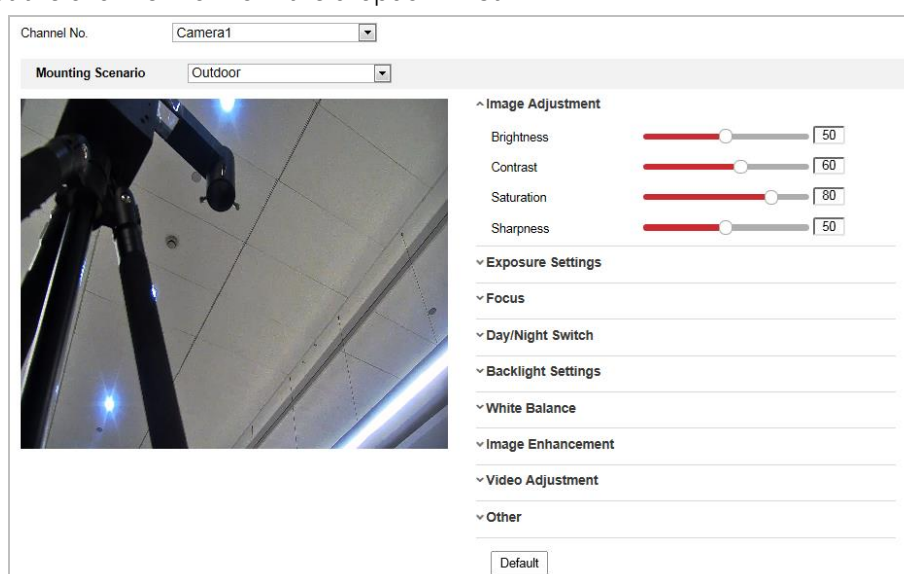 Channel No. Camera1
Mounting Scenario Outdoor
Image Adjustment
Brightness 50
Contrast 60
Saturation 80
Sharpness 50
Exposure Settings
Focus
Day/Night Switch
Backlight Settings
White Balance
Image Enhancement
Video Adjustment
Other
Default